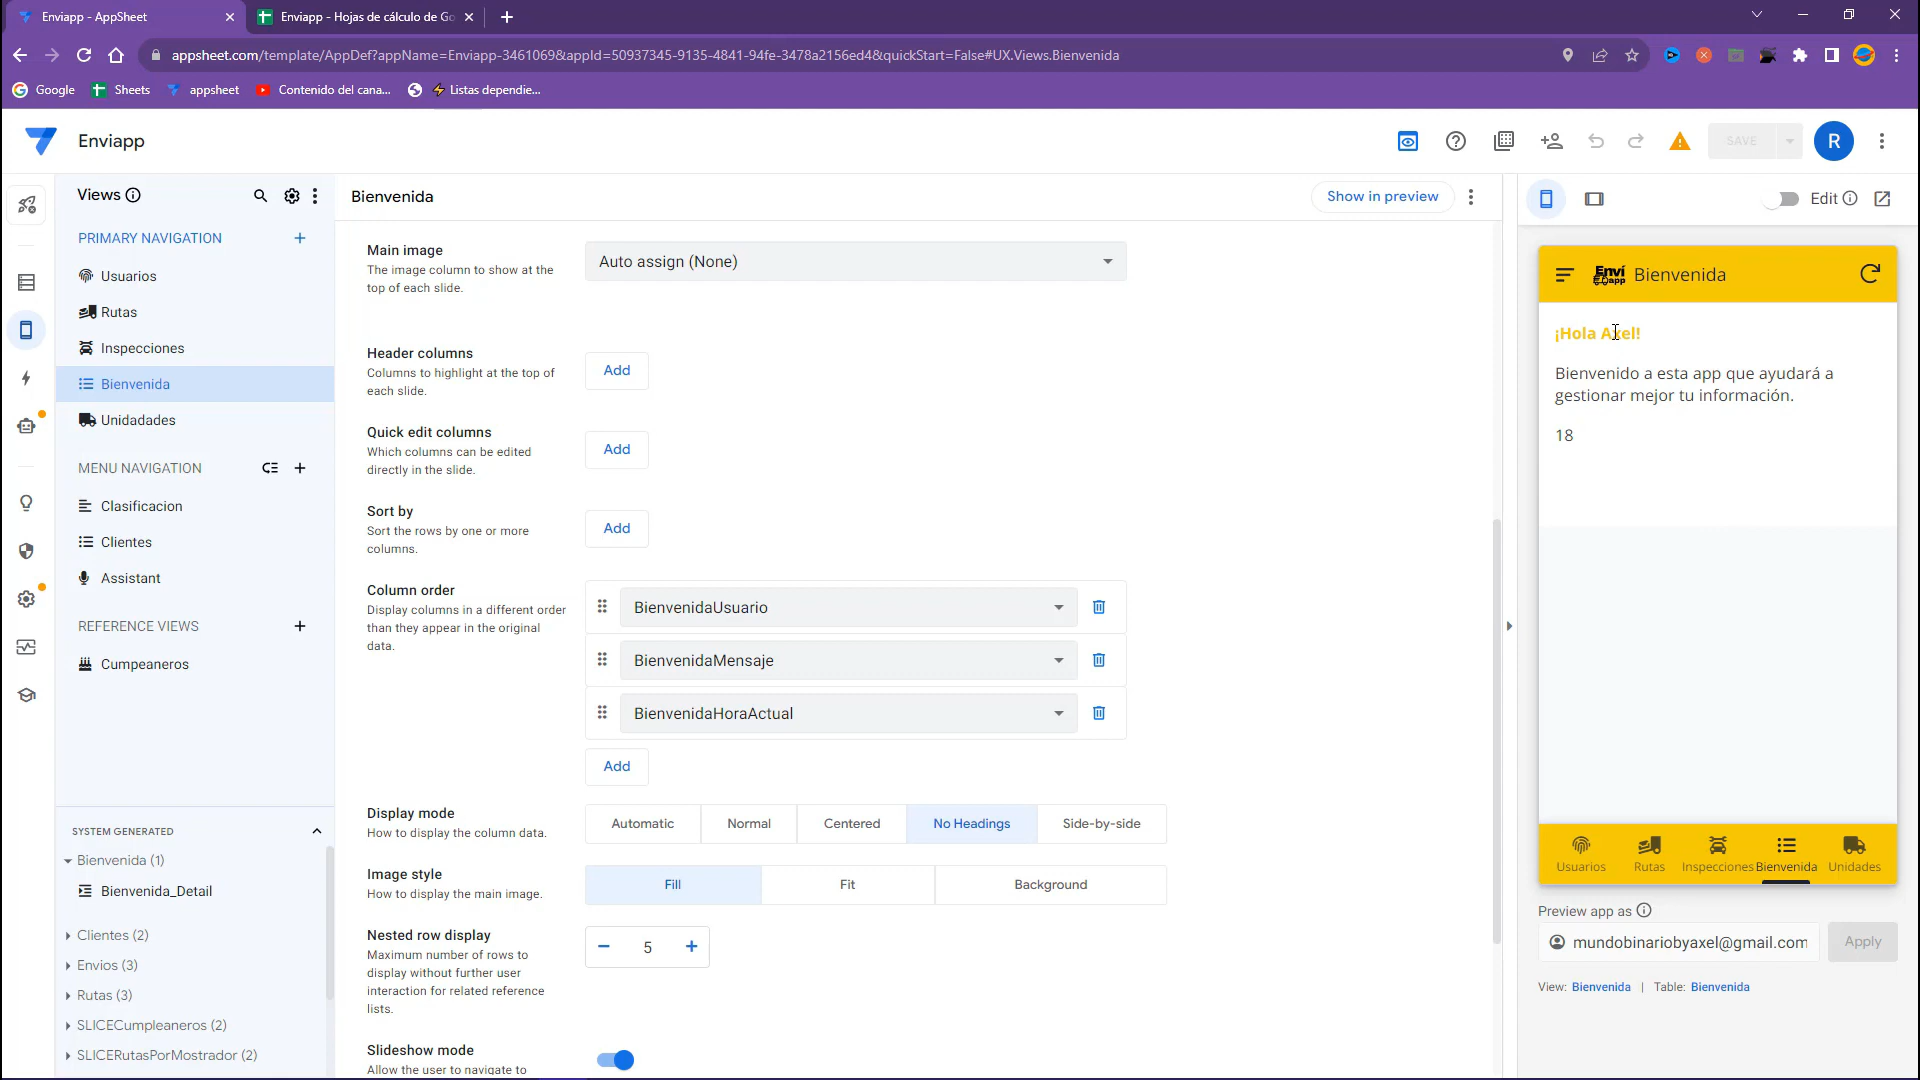 Enviapp - AppSheet
Enviapp - Hojas de cálculo de Go
appsheet.com/template/AppDef?appName=Enviapp-3461069&appId=50937345-9135-4841-94fe-3478a2156ed4&quickStart=False#UX.Views.Bienvenida
Google
Sheets
appsheet
Contenido del cana...
Listas dependie...
Enviapp
SAVE
R
Views
Bienvenida
Show in preview
Edit
PRIMARY NAVIGATION
Usuarios
Rutas
Inspecciones
Bienvenida
Unidadades
MENU NAVIGATION
Clasificacion
Clientes
Assistant
REFERENCE VIEWS
Cumpeaneros
SYSTEM GENERATED
Bienvenida (1)
Bienvenida_Detail
Clientes (2)
Envios (3)
Rutas (3)
SLICECumpleaneros (2)
SLICERutasPorMostrador (2)
Main image
The image column to show at the
top of each slide.
Auto assign (None)
Header columns
Columns to highlight at the top of
each slide.
Add
Quick edit columns
Which columns can be edited
directly in the slide.
Add
Sort by
Sort the rows by one or more
columns.
Add
Column order
Display columns in a different order
than they appear in the original
data.
BienvenidaUsuario
BienvenidaMensaje
BienvenidaHoraActual
Add
Display mode
How to display the column data.
Automatic
Normal
Centered
No Headings
Side-by-side
Image style
How to display the main image.
Fill
Fit
Background
Nested row display
Maximum number of rows to
display without further user
interaction for related reference
lists.
5
Slideshow mode
Allow the user to navigate to
Enví
app
Bienvenida
¡Hola Axel!
Bienvenido a esta app que ayudará a
gestionar mejor tu información.
18
Usuarios
Rutas
Inspecciones
Bienvenida
Unidades
Preview app as
mundobinariobyaxel@gmail.com
Apply
View: Bienvenida | Table: Bienvenida